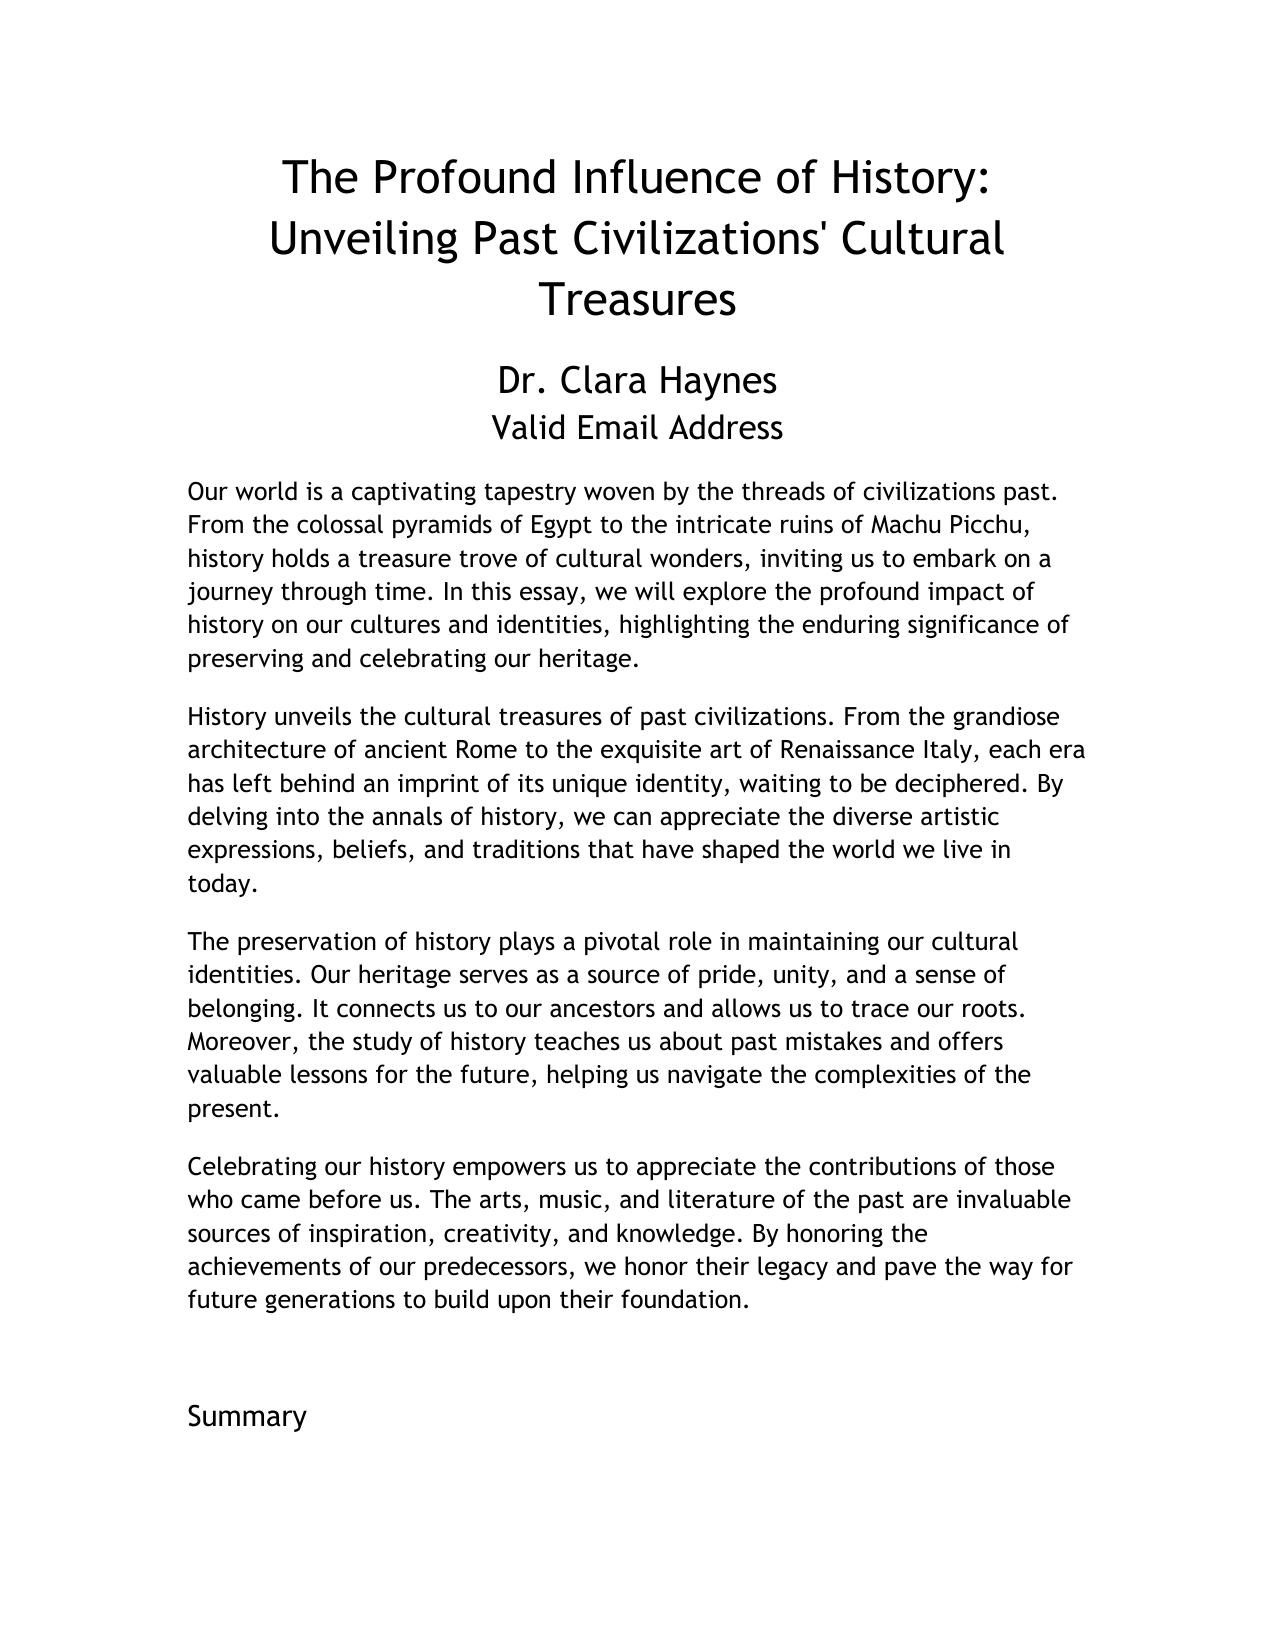 The Profound Influence of History:
Unveiling Past Civilizations' Cultural
Treasures
Dr. Clara Haynes
Valid Email Address
Our world is a captivating tapestry woven by the threads of civilizations past.
From the colossal pyramids of Egypt to the intricate ruins of Machu Picchu,
history holds a treasure trove of cultural wonders, inviting us to embark on a
journey through time. In this essay, we will explore the profound impact of
history on our cultures and identities, highlighting the enduring significance of
preserving and celebrating our heritage.
History unveils the cultural treasures of past civilizations. From the grandiose
architecture of ancient Rome to the exquisite art of Renaissance Italy, each era
has left behind an imprint of its unique identity, waiting to be deciphered. By
delving into the annals of history, we can appreciate the diverse artistic
expressions, beliefs, and traditions that have shaped the world we live in
today.
The preservation of history plays a pivotal role in maintaining our cultural
identities. Our heritage serves as a source of pride, unity, and a sense of
belonging. It connects us to our ancestors and allows us to trace our roots.
Moreover, the study of history teaches us about past mistakes and offers
valuable lessons for the future, helping us navigate the complexities of the
present.
Celebrating our history empowers us to appreciate the contributions of those
who came before us. The arts, music, and literature of the past are invaluable
sources of inspiration, creativity, and knowledge. By honoring the
achievements of our predecessors, we honor their legacy and pave the way for
future generations to build upon their foundation.
Summary